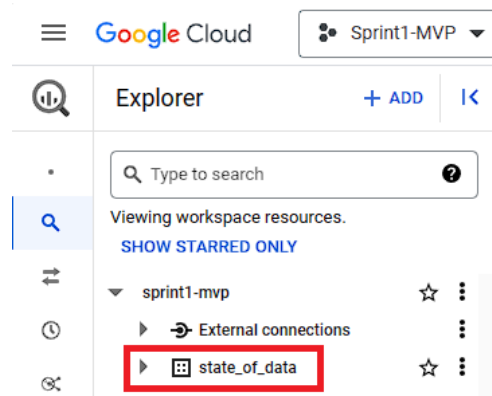 Google Cloud
Sprint1-MVP
Explorer
+ ADD
Type to search
Viewing workspace resources.
SHOW STARRED ONLY
sprint1-mvp
External connections
state_of_data